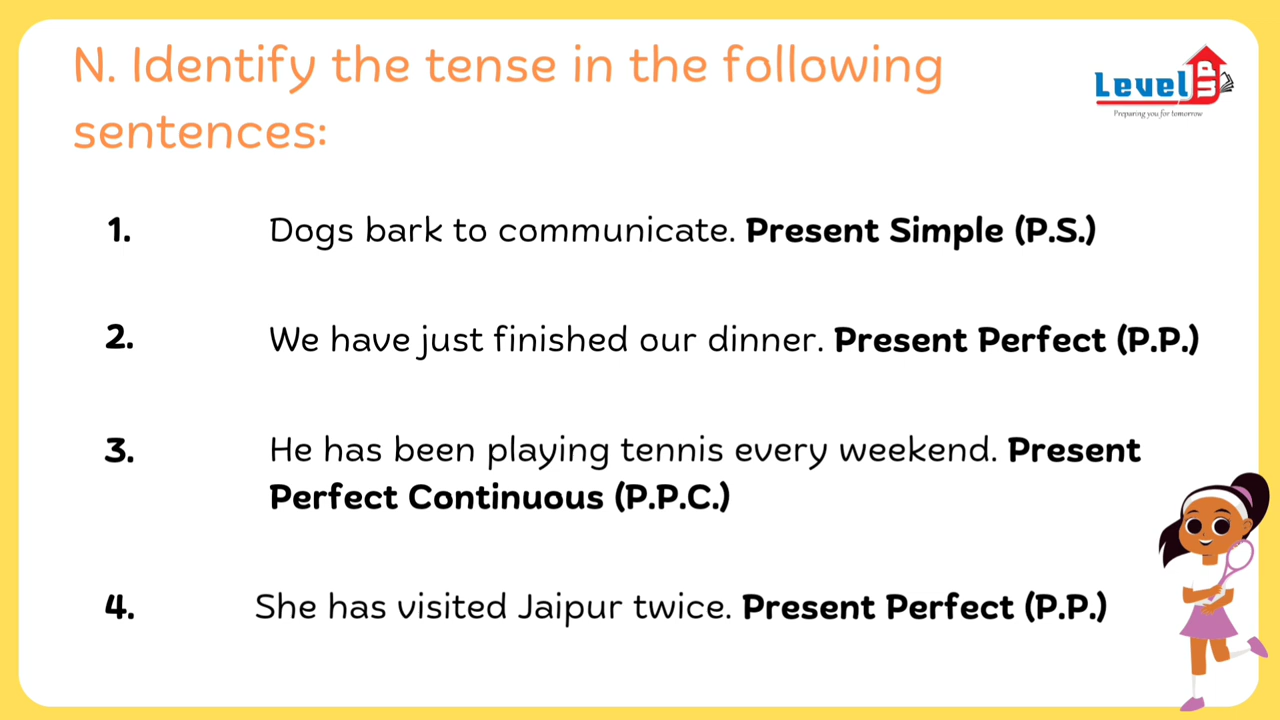 N. Identify the tense in the following
sentences:
Level UP
Preparing you for tomorrow
1. Dogs bark to communicate. Present Simple (P.S.)
2. We have just finished our dinner. Present Perfect (P.P.)
3. He has been playing tennis every weekend. Present
Perfect Continuous (P.P.C.)
4. She has visited Jaipur twice. Present Perfect (P.P.)